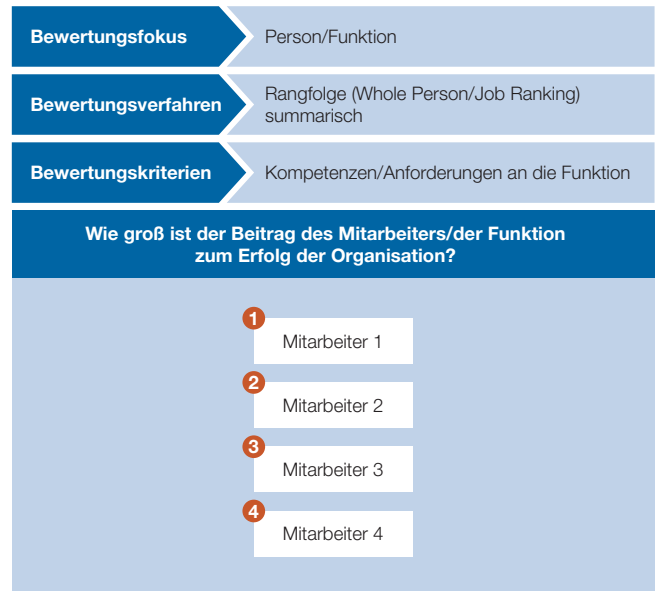 Bewertungsfokus
Person/Funktion
Bewertungsverfahren
Rangfolge (Whole Person/Job Ranking)
summarisch
Bewertungskriterien
Kompetenzen/Anforderungen an die Funktion
Wie groß ist der Beitrag des Mitarbeiters/der Funktion
zum Erfolg der Organisation?
1
Mitarbeiter 1
2
Mitarbeiter 2
3
Mitarbeiter 3
4
Mitarbeiter 4